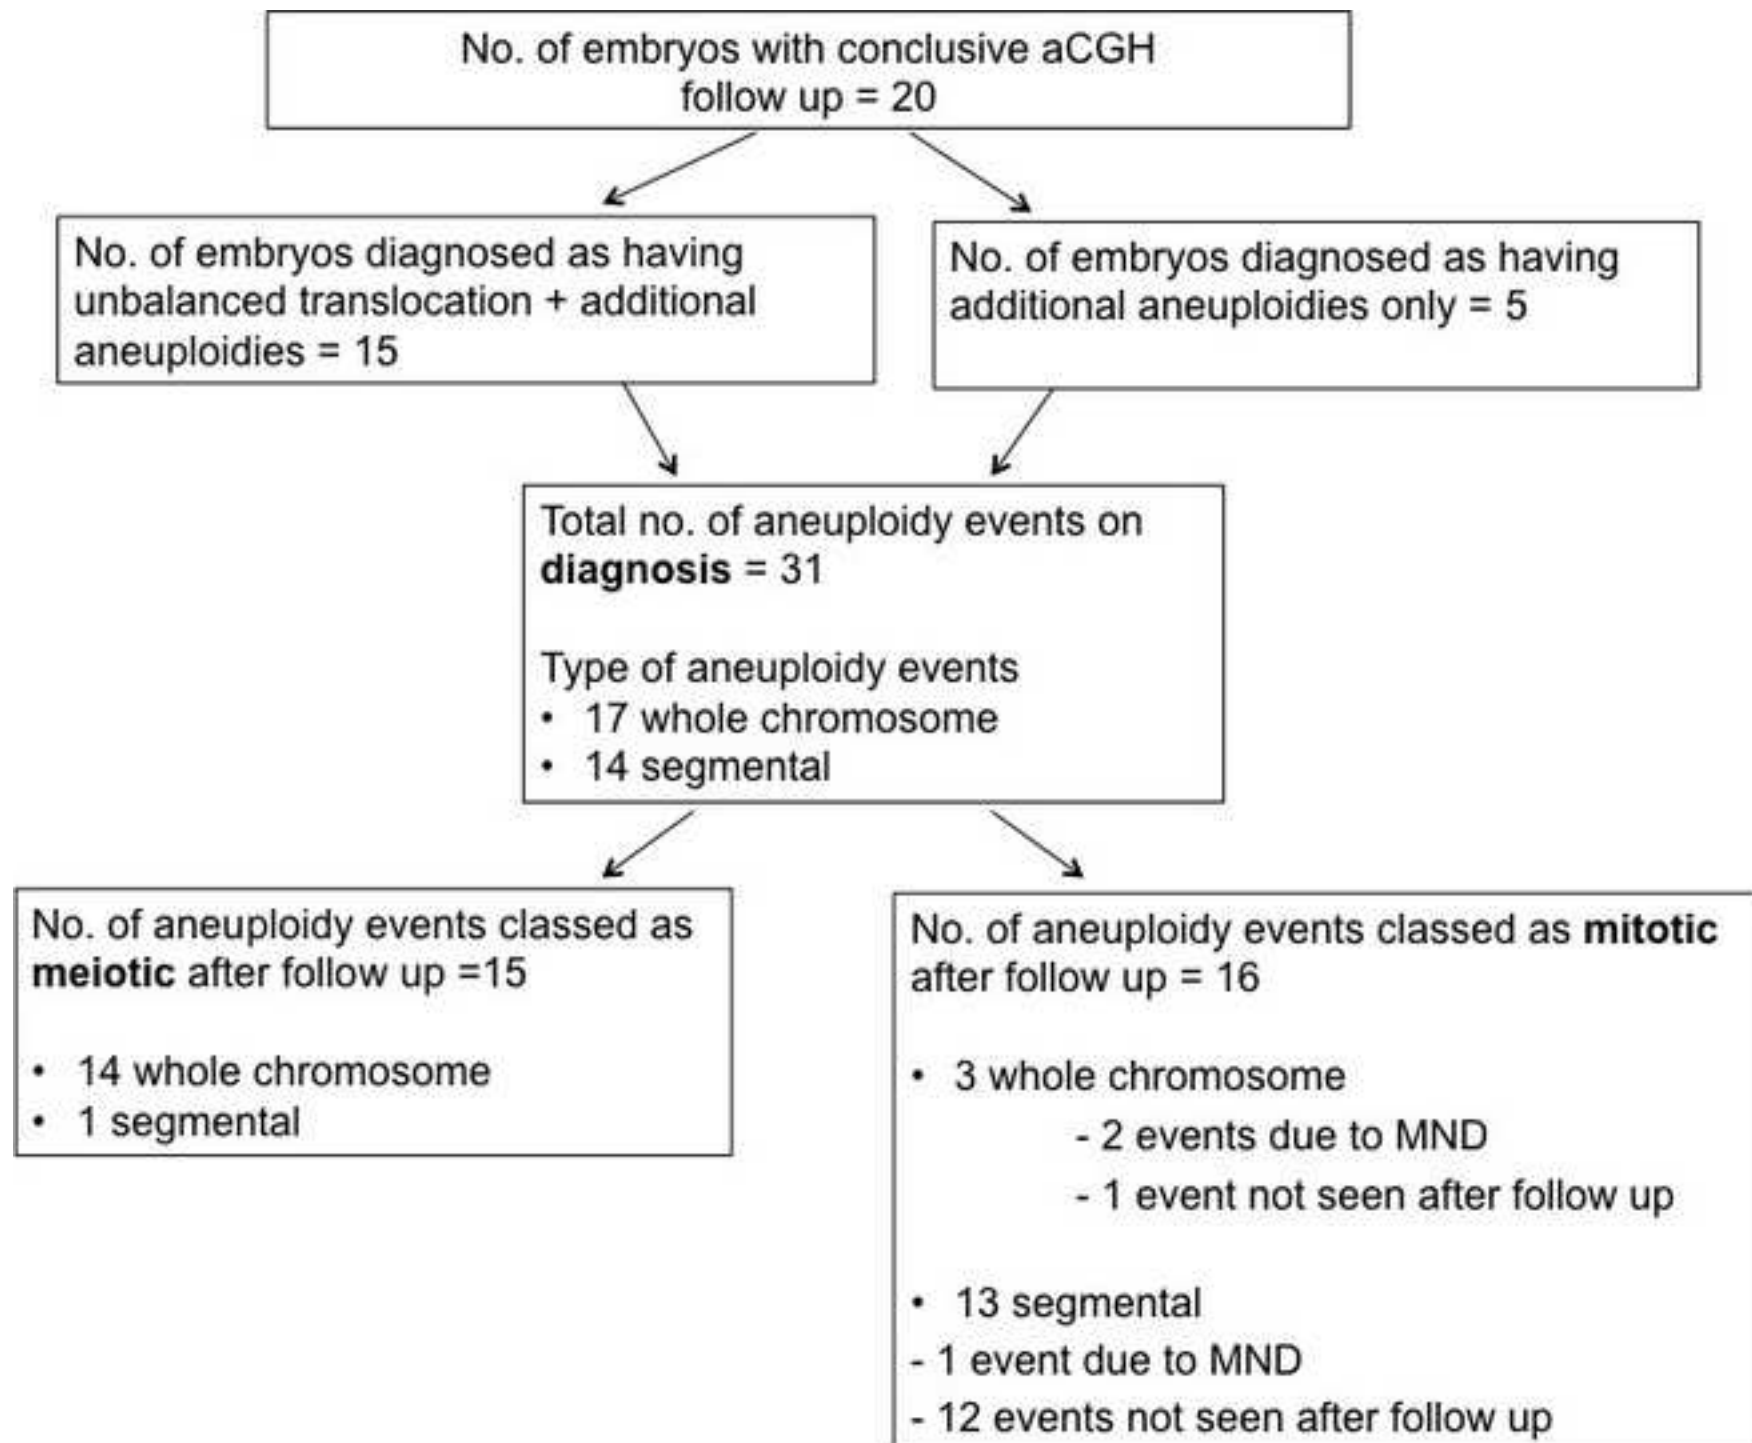 No. of embryos with conclusive aCGH
follow up = 20
No. of embryos diagnosed as having
unbalanced translocation + additional
aneuploidies = 15
No. of embryos diagnosed as having
additional aneuploidies only = 5
Total no. of aneuploidy events on
diagnosis = 31
Type of aneuploidy events
• 17 whole chromosome
• 14 segmental
No. of aneuploidy events classed as
meiotic after follow up =15
• 14 whole chromosome
• 1 segmental
No. of aneuploidy events classed as mitotic
after follow up = 16
• 3 whole chromosome
- 2 events due to MND
- 1 event not seen after follow up
• 13 segmental
- 1 event due to MND
- 12 events not seen after follow up